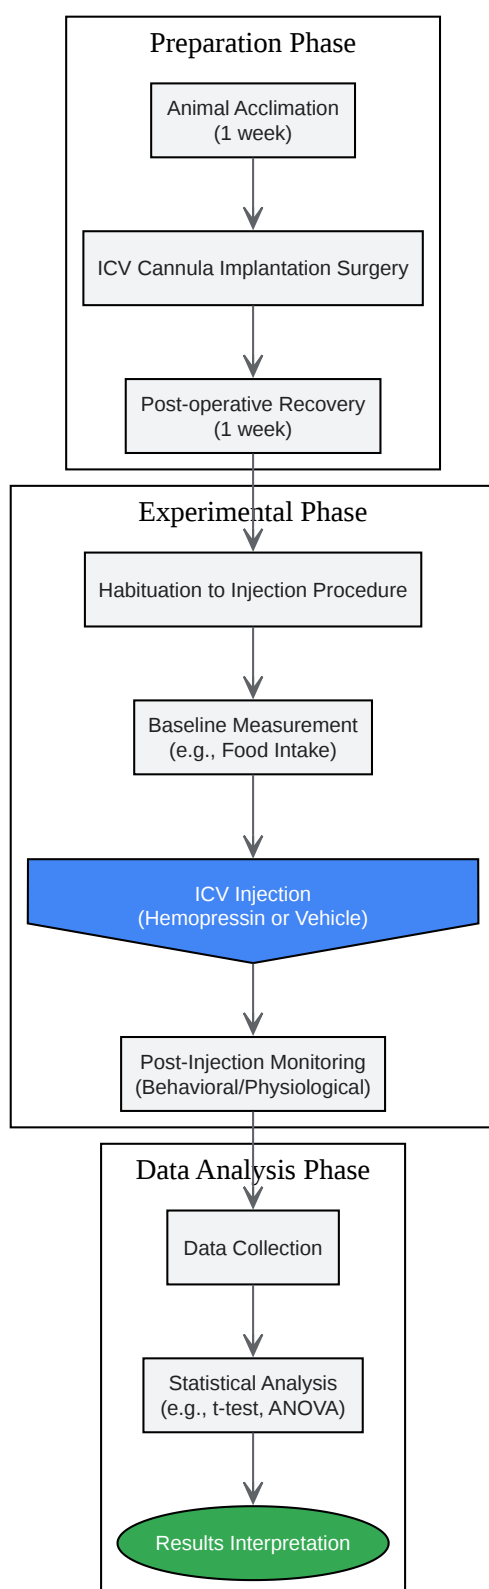 Preparation Phase
Animal Acclimation
(1 week)
ICV Cannula Implantation Surgery
Post-operative Recovery
(1 week)
Experimental Phase
Habituation to Injection Procedure
Baseline Measurement
(e.g., Food Intake)
ICV Injection
(Hemopressin or Vehicle)
Post-Injection Monitoring
(Behavioral/Physiological)
Data Analysis Phase
Data Collection
Statistical Analysis
(e.g., t-test, ANOVA)
Results Interpretation